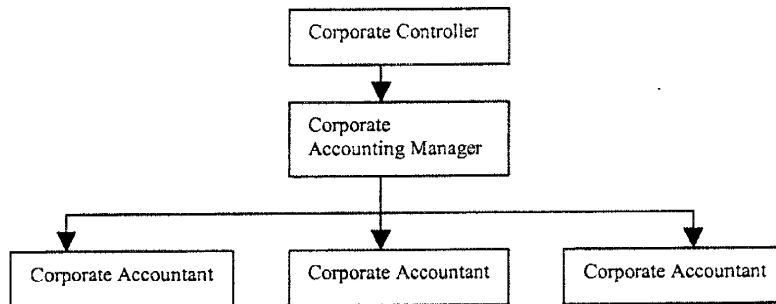 Corporate Controller
Corporate
Accounting Manager
Corporate Accountant
Corporate Accountant
Corporate Accountant